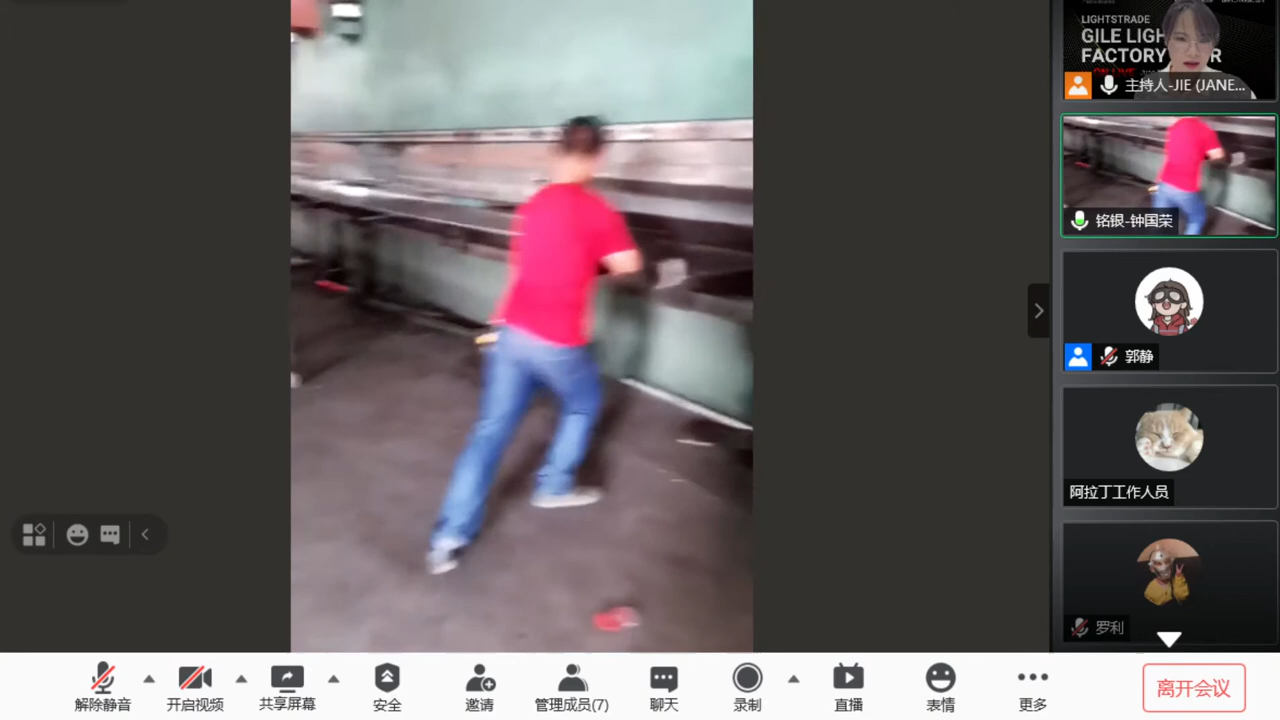 LIGHTSTRADE
GILE LIGH
FACTORY
R
主持人-JIE (JANE...
铭银-钟国荣
郭静
阿拉丁工作人员
罗利
解除静音
开启视频
共享屏幕
安全
邀请
管理成员(7)
聊天
录制
直播
表情
更多
离开会议